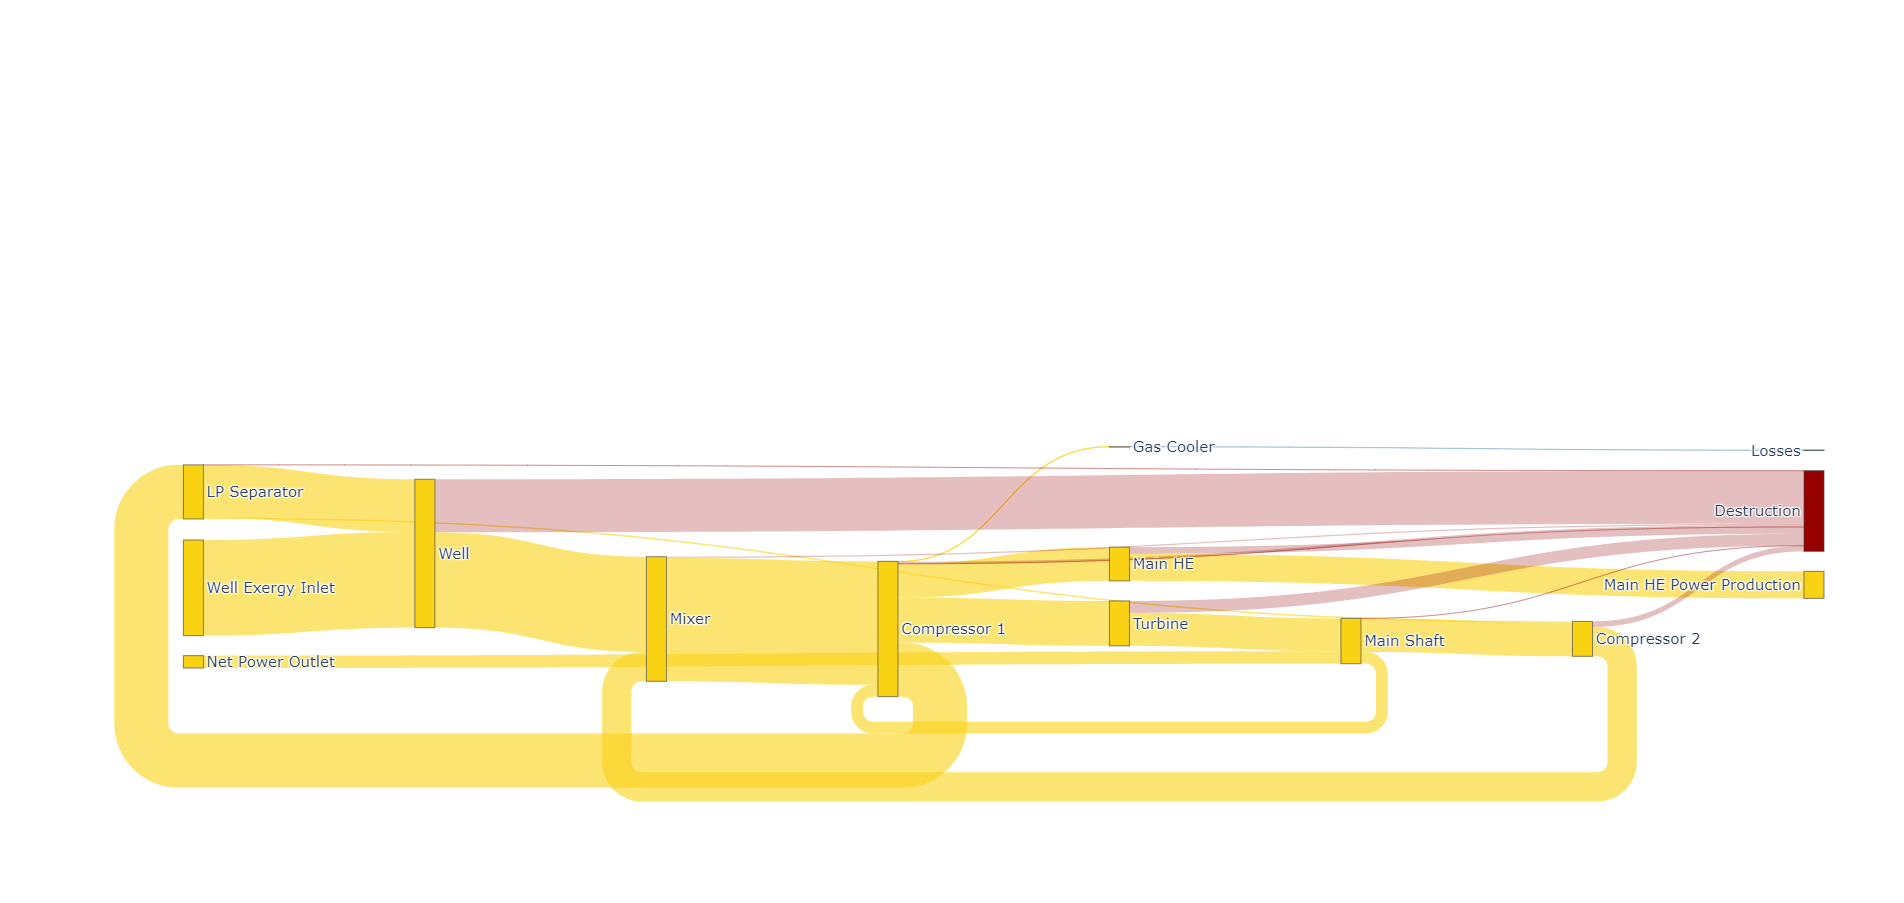 Gas Cooler
Losses
LP Separator
Destruction
Well
Main HE
Well Exergy Inlet
Main HE Power Production
Mixer
Turbine
Compressor 1
Main Shaft
Compressor 2
Net Power Outlet